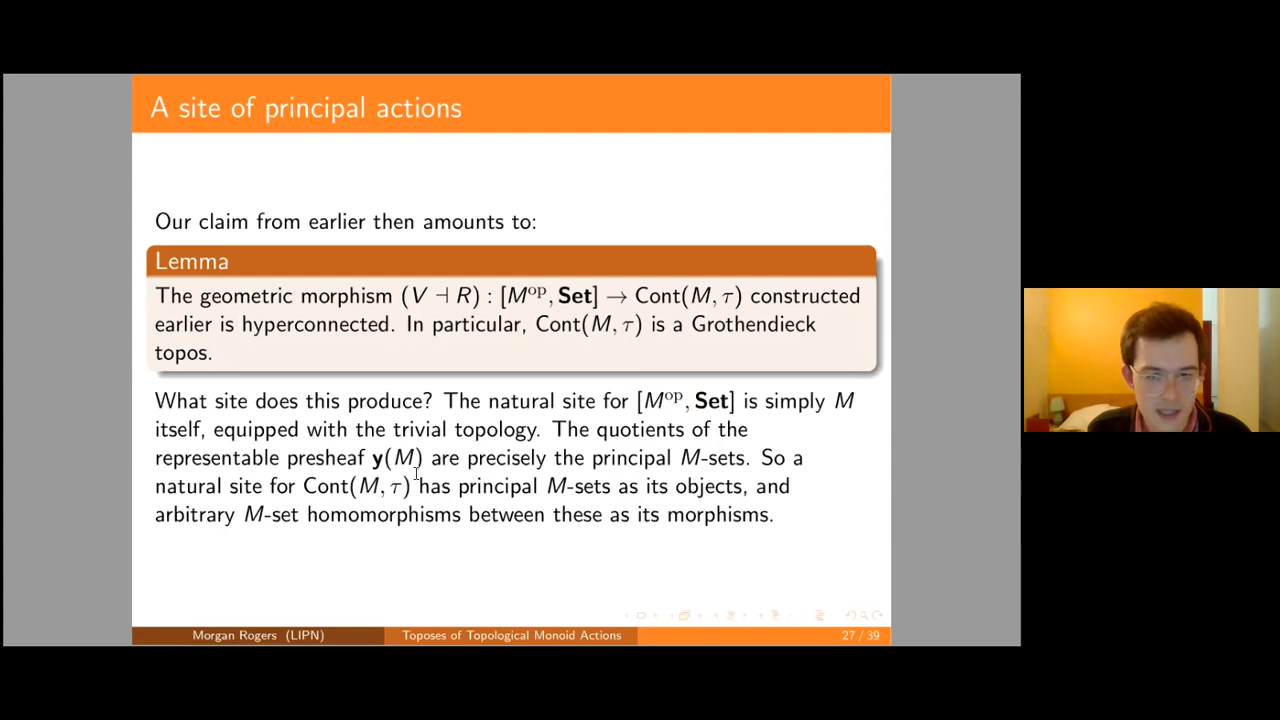 A site of principal actions
Our claim from earlier then amounts to:
Lemma
The geometric morphism (V ⊣ R) : [M^op, Set] → Cont(M, τ) constructed
earlier is hyperconnected. In particular, Cont(M, τ) is a Grothendieck
topos.
What site does this produce? The natural site for [M^op, Set] is simply M
itself, equipped with the trivial topology. The quotients of the
representable presheaf y(M) are precisely the principal M-sets. So a
natural site for Cont(M, τ) has principal M-sets as its objects, and
arbitrary M-set homomorphisms between these as its morphisms.
Morgan Rogers (LIPN) Toposes of Topological Monoid Actions 27 / 39